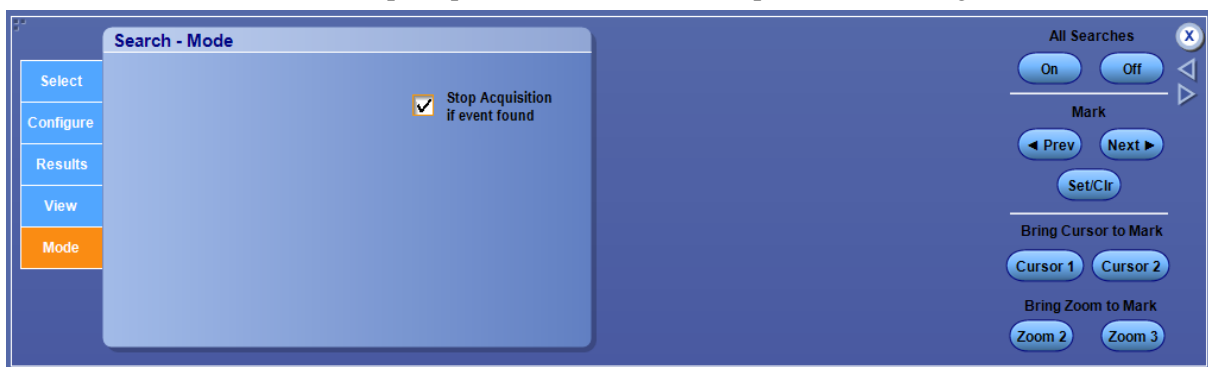 Search - Mode
Select
Configure
Results
View
Mode
Stop Acquisition
if event found
All Searches
X
On Off
Mark
◄ Prev Next ►
Set/Clr
Bring Cursor to Mark
Cursor 1 Cursor 2
Bring Zoom to Mark
Zoom 2 Zoom 3